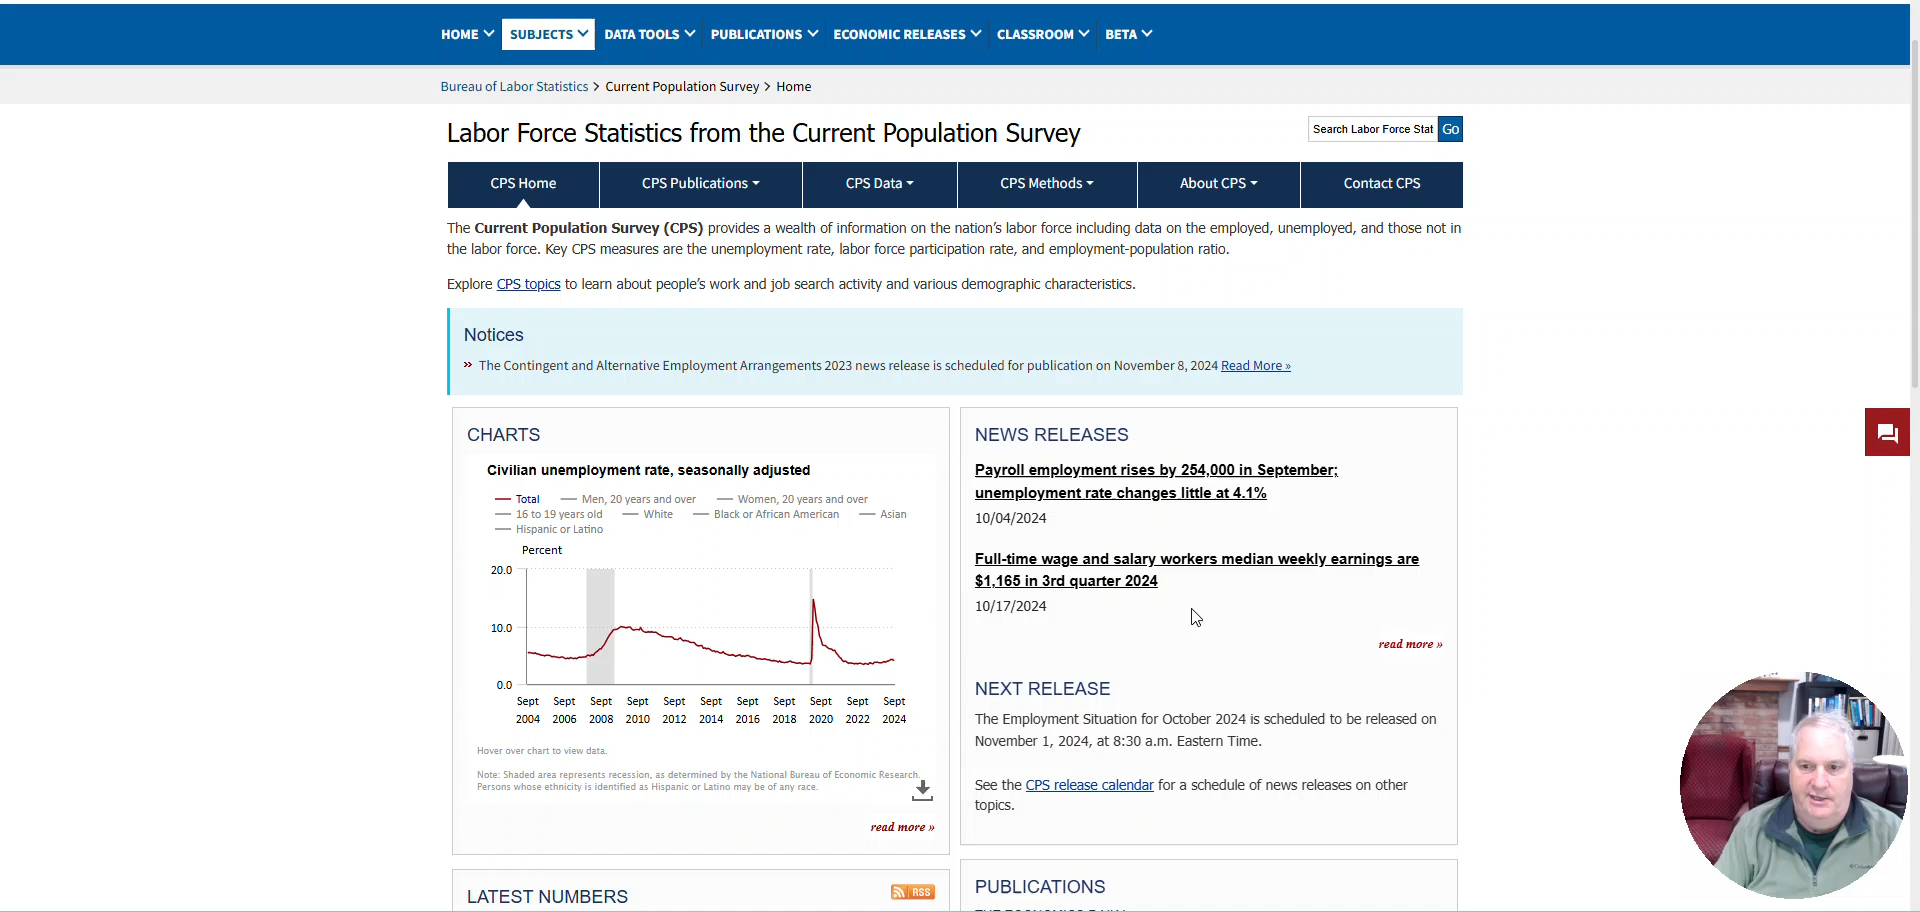 HOME SUBJECTS DATA TOOLS PUBLICATIONS ECONOMIC RELEASES CLASSROOM BETA
Bureau of Labor Statistics > Current Population Survey > Home
Labor Force Statistics from the Current Population Survey
Search Labor Force Stat Go
CPS Home CPS Publications CPS Data CPS Methods About CPS Contact CPS
The Current Population Survey (CPS) provides a wealth of information on the nation's labor force including data on the employed, unemployed, and those not in
the labor force. Key CPS measures are the unemployment rate, labor force participation rate, and employment-population ratio.
Explore CPS topics to learn about people's work and job search activity and various demographic characteristics.
Notices
» The Contingent and Alternative Employment Arrangements 2023 news release is scheduled for publication on November 8, 2024 Read More »
CHARTS
Civilian unemployment rate, seasonally adjusted
Total Men, 20 years and over Women, 20 years and over
16 to 19 years old White Black or African American Asian
Hispanic or Latino
Percent
20.0
10.0
0.0
Sept Sept Sept Sept Sept Sept Sept Sept Sept Sept Sept
2004 2006 2008 2010 2012 2014 2016 2018 2020 2022 2024
Hover over chart to view data.
Note: Shaded area represents recession, as determined by the National Bureau of Economic Research.
Persons whose ethnicity is identified as Hispanic or Latino may be of any race.
read more »
LATEST NUMBERS
RSS
NEWS RELEASES
Payroll employment rises by 254,000 in September;
unemployment rate changes little at 4.1%
10/04/2024
Full-time wage and salary workers median weekly earnings are
$1,165 in 3rd quarter 2024
10/17/2024
read more »
NEXT RELEASE
The Employment Situation for October 2024 is scheduled to be released on
November 1, 2024, at 8:30 a.m. Eastern Time.
See the CPS release calendar for a schedule of news releases on other
topics.
PUBLICATIONS